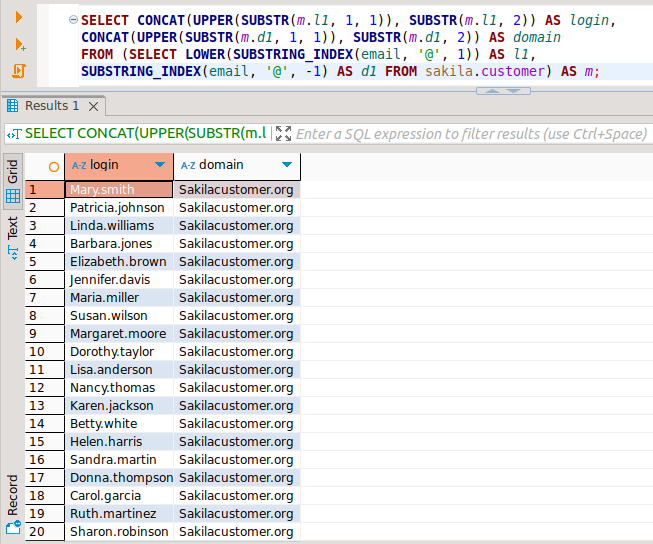 SELECT CONCAT(UPPER(SUBSTR(m.l1, 1, 1)), SUBSTR(m.l1, 2)) AS login,
CONCAT(UPPER(SUBSTR(m.d1, 1, 1)), SUBSTR(m.d1, 2)) AS domain
FROM (SELECT LOWER(SUBSTRING_INDEX(email, '@', 1)) AS l1,
SUBSTRING_INDEX(email, '@', -1) AS d1 FROM sakila.customer) AS m;
Results 1
SELECT CONCAT(UPPER(SUBSTR(m.l Enter a SQL expression to filter results (use Ctrl+Space)
Grid
Text
Record
A-Z login A-Z domain
1 Mary.smith Sakilacustomer.org
2 Patricia.johnson Sakilacustomer.org
3 Linda.williams Sakilacustomer.org
4 Barbara.jones Sakilacustomer.org
5 Elizabeth.brown Sakilacustomer.org
6 Jennifer.davis Sakilacustomer.org
7 Maria.miller Sakilacustomer.org
8 Susan.wilson Sakilacustomer.org
9 Margaret.moore Sakilacustomer.org
10 Dorothy.taylor Sakilacustomer.org
11 Lisa.anderson Sakilacustomer.org
12 Nancy.thomas Sakilacustomer.org
13 Karen.jackson Sakilacustomer.org
14 Betty.white Sakilacustomer.org
15 Helen.harris Sakilacustomer.org
16 Sandra.martin Sakilacustomer.org
17 Donna.thompson Sakilacustomer.org
18 Carol.garcia Sakilacustomer.org
19 Ruth.martinez Sakilacustomer.org
20 Sharon.robinson Sakilacustomer.org